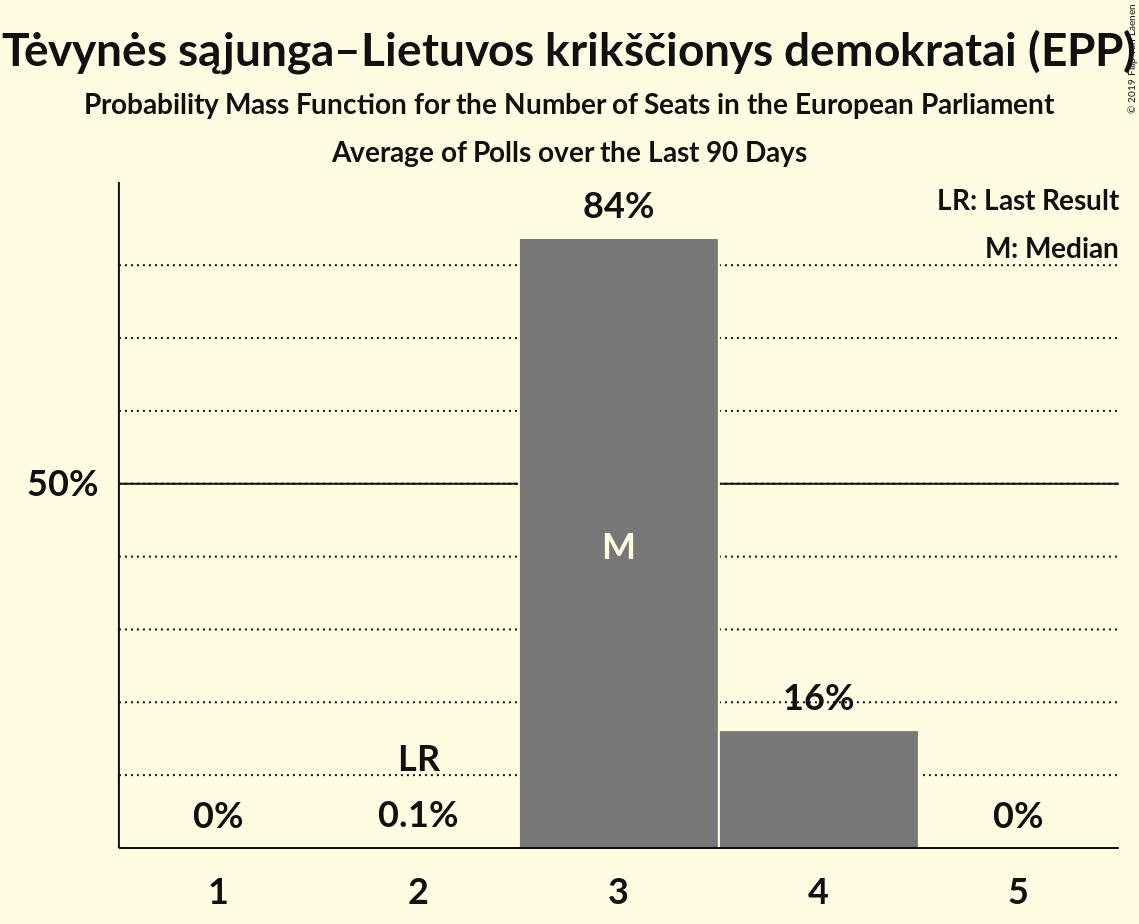 Tėvynės sąjunga–Lietuvos krikščionys demokratai (EPP)
© 2019 Filip van Laenen
Probability Mass Function for the Number of Seats in the European Parliament
Average of Polls over the Last 90 Days
LR: Last Result
M: Median
84%
50%
M
16%
LR
0%
0.1%
0%
1
2
3
4
5